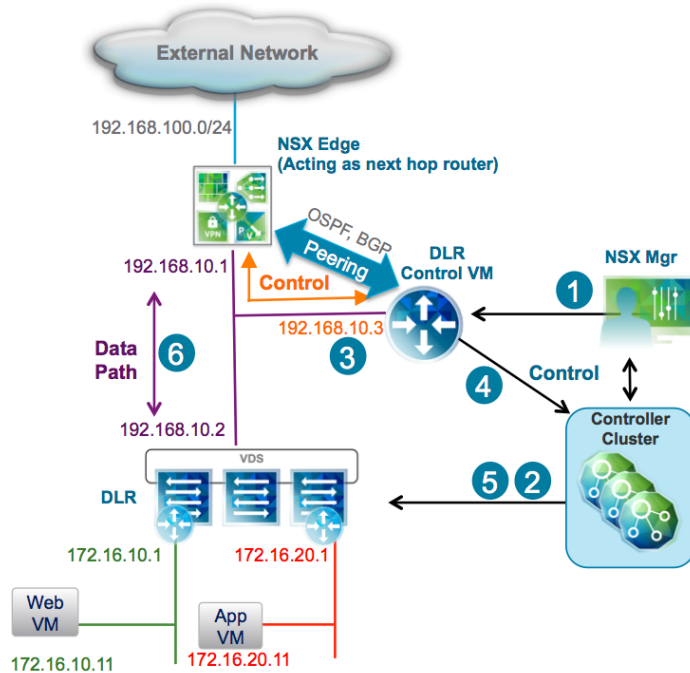 External Network
192.168.100.0/24
NSX Edge
(Acting as next hop router)
VPN
OSPF, BGP
Peering
DLR
Control VM
NSX Mgr
192.168.10.1
Control
1
192.168.10.3
Data
Path
6
3
4
Control
192.168.10.2
Controller
Cluster
VDS
DLR
5
2
172.16.10.1
172.16.20.1
Web
VM
App
VM
172.16.10.11
172.16.20.11